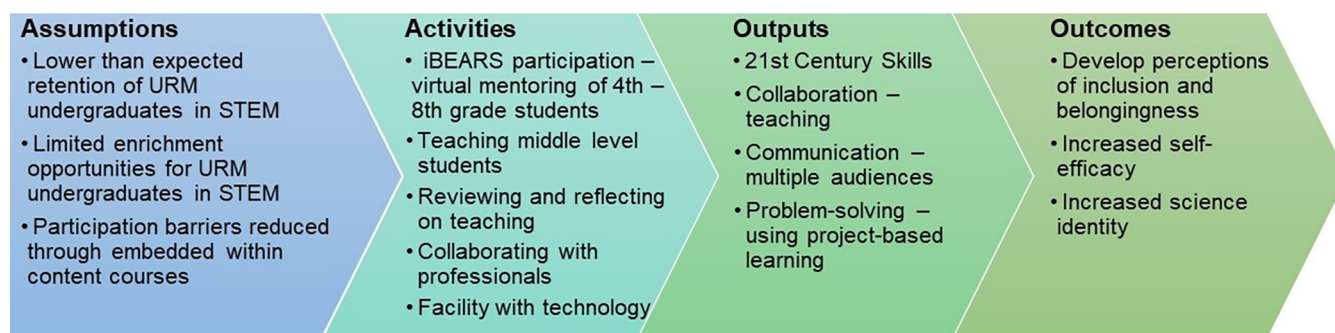 Assumptions
• Lower than expected
retention of URM
undergraduates in STEM
• Limited enrichment
opportunities for URM
undergraduates in STEM
• Participation barriers reduced
through embedded within
content courses
Activities
• iBEARS participation –
virtual mentoring of 4th –
8th grade students
• Teaching middle level
students
• Reviewing and reflecting
on teaching
• Collaborating with
professionals
• Facility with technology
Outputs
• 21st Century Skills
• Collaboration –
teaching
• Communication –
multiple audiences
• Problem-solving –
using project-based
learning
Outcomes
• Develop perceptions
of inclusion and
belongingness
• Increased self-
efficacy
• Increased science
identity